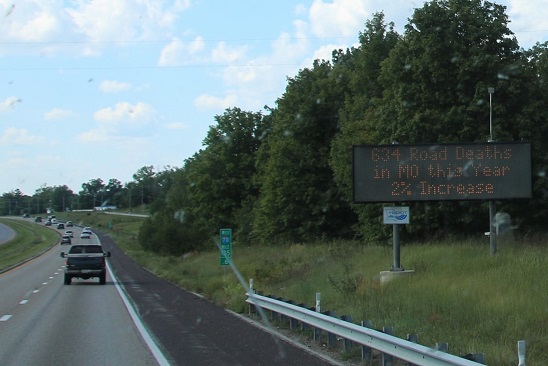 634 Road Deaths
in MO this Year
2% Increase